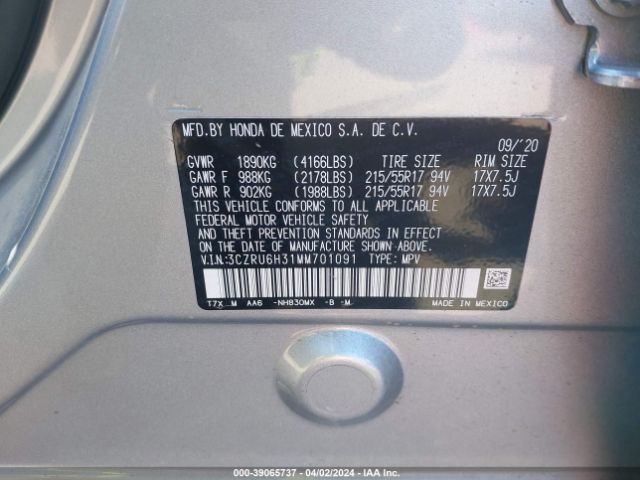 MFD.BY HONDA DE MEXICO S.A. DE C.V.
09/'20
GVWR 1890KG (4166LBS) TIRE SIZE RIM SIZE
GAWR F 988KG (2178LBS) 215/55R17 94V 17X7.5J
GAWR R 902KG (1988LBS) 215/55R17 94V 17X7.5J
THIS VEHICLE CONFORMS TO ALL APPLICABLE
FEDERAL MOTOR VEHICLE SAFETY
AND THEFT PREVENTION STANDARDS IN EFFECT ON
THE DATE OF MANUFACTURE SHOWN ABOVE.
V.I.N:3CZRU6H31MM701091 TYPE: MPV
T7X_M AA6 -NH830MX -B -M MADE IN MEXICO
000-39065737 - 04/02/2024 - IAA Inc.